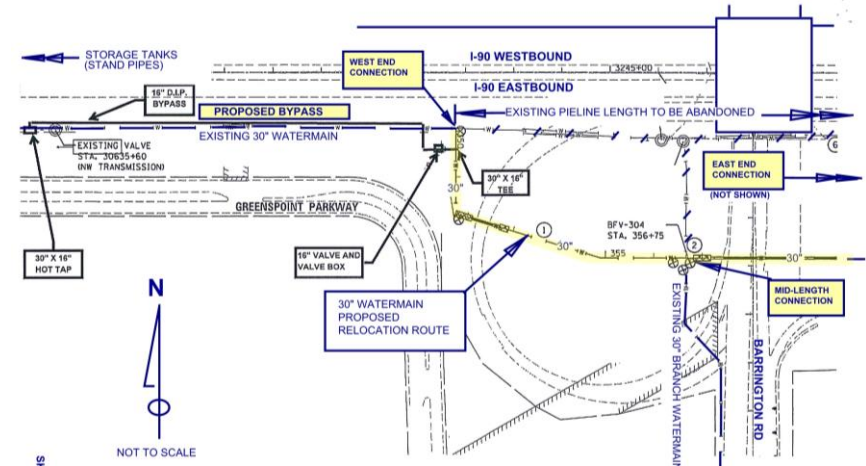 STORAGE TANKS
(STAND PIPES)
WEST END
CONNECTION
I-90 WESTBOUND
3245+00
I-90 EASTBOUND
16" D.I.P.
BYPASS
PROPOSED BYPASS
EXISTING PIELINE LENGTH TO BE ABANDONED
EXISTING 30" WATERMAIN
EXISTING VALVE
STA. 30635+60
(NW TRANSMISSION)
6
EAST END
CONNECTION
(NOT SHOWN)
30" X 16"
TEE
30"
GREENSPOINT PARKWAY
30" X 16"
HOT TAP
16" VALVE AND
VALVE BOX
1
30"
355
BFV-304
STA. 356+75
2
30"
MID-LENGTH
CONNECTION
30" WATERMAIN
PROPOSED
RELOCATION ROUTE
EXISTING 30" BRANCH WATERMAIN
BARRINGTON RD
N
NOT TO SCALE